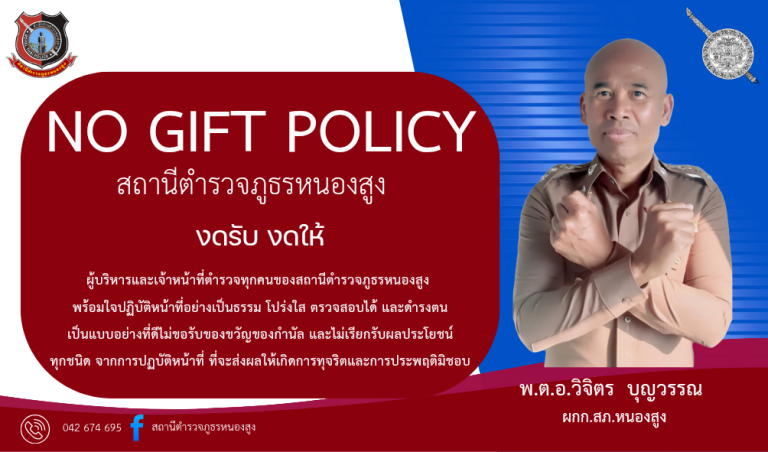 NO GIFT POLICY
สถานีตำรวจภูธรหนองสูง
งดรับ งดให้
ผู้บริหารและเจ้าหน้าที่ตำรวจทุกคนของสถานีตำรวจภูธรหนองสูง
พร้อมใจปฏิบัติหน้าที่อย่างเป็นธรรม โปร่งใส ตรวจสอบได้ และดำรงตน
เป็นแบบอย่างที่ดีไม่ขอรับของขวัญของกำนัล และไม่เรียกรับผลประโยชน์
ทุกชนิด จากการปฏบัติหน้าที่ ที่จะส่งผลให้เกิดการทุจริตและการประพฤติมิชอบ
พ.ต.อ.วิจิตร บุญวรรณ
ผกก.สภ.หนองสูง
042 674 695 f สถานีตำรวจภูธรหนองสูง